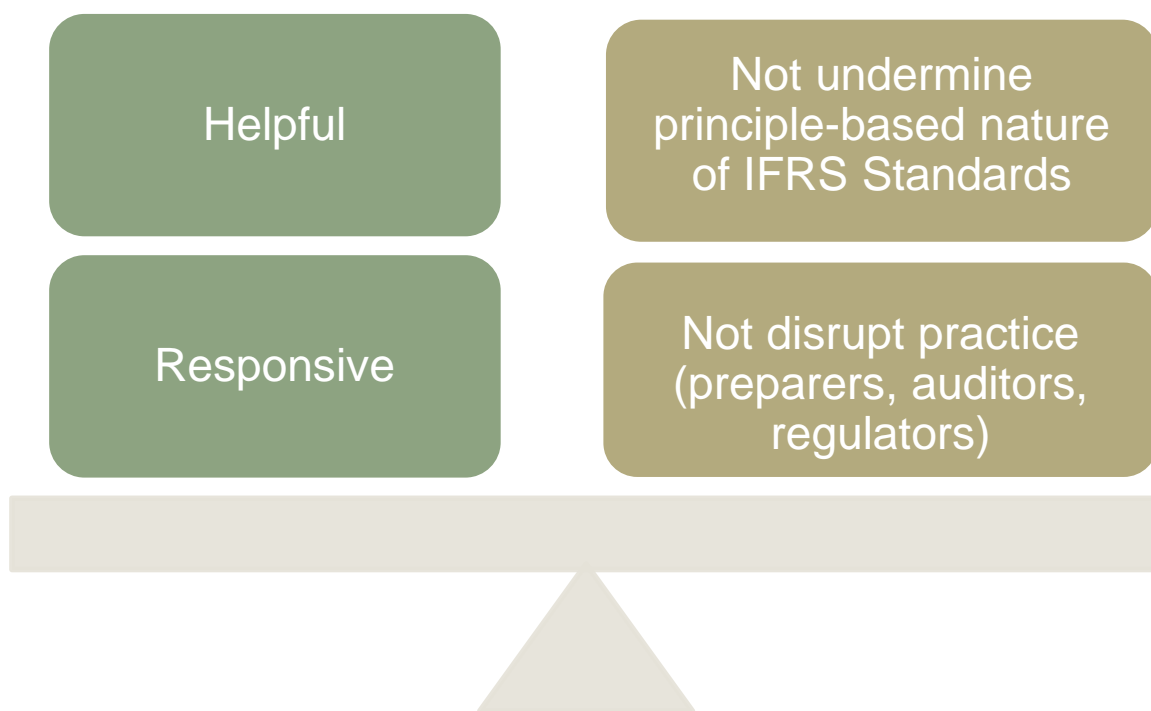 Helpful
Not undermine
principle-based nature
of IFRS Standards
Responsive
Not disrupt practice
(preparers, auditors,
regulators)